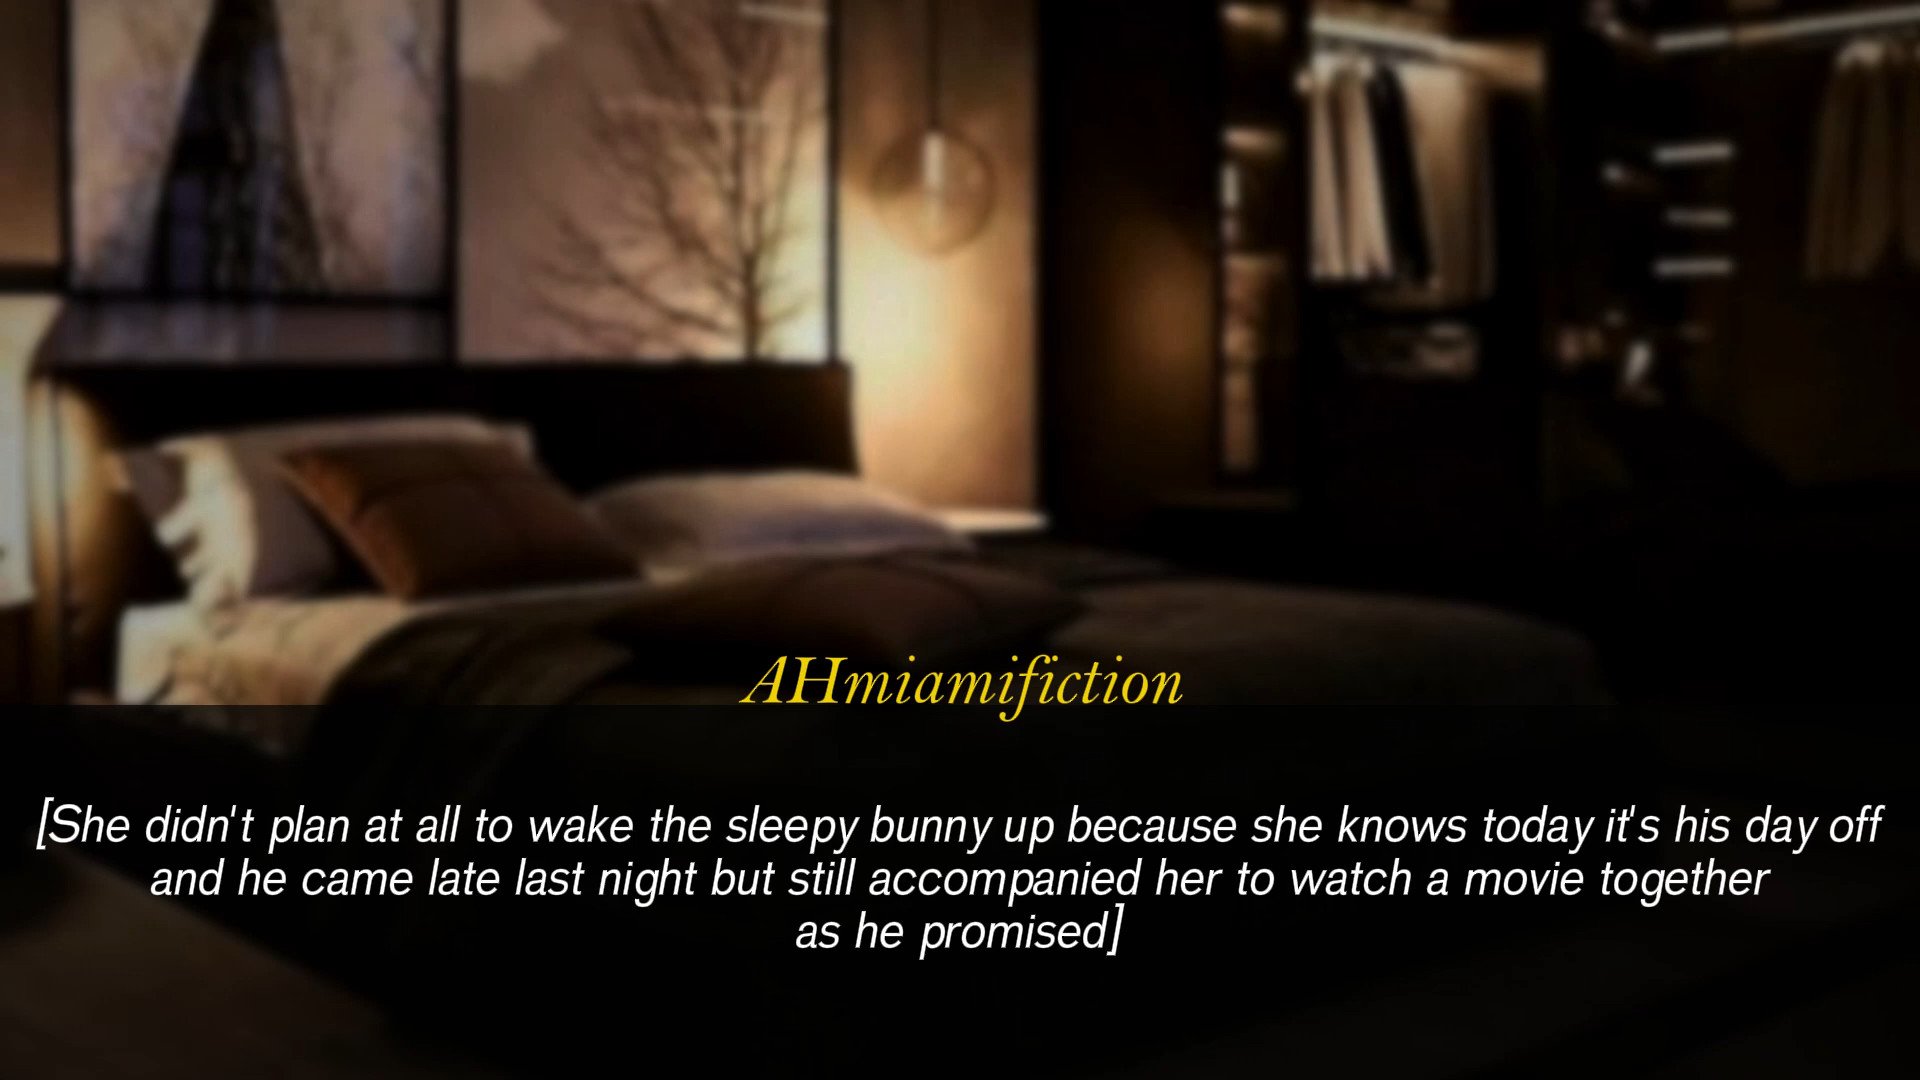 AHmiamifiction
[She didn't plan at all to wake the sleepy bunny up because she knows today it's his day off
and he came late last night but still accompanied her to watch a movie together
as he promised]